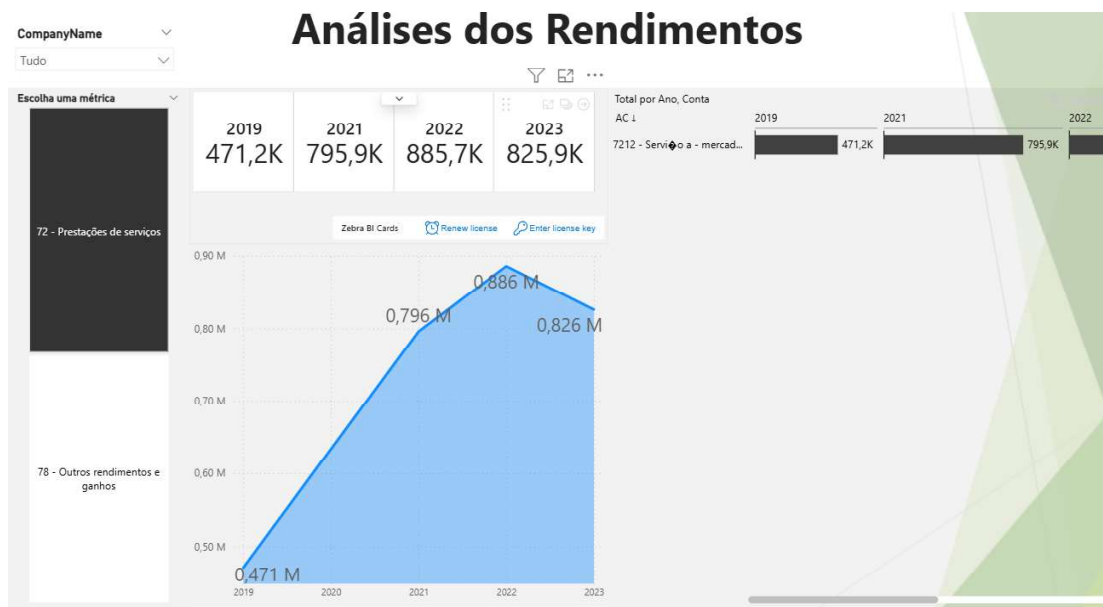 Análises dos Rendimentos
CompanyName
Tudo
Escolha uma métrica
72 - Prestações de serviços
78 - Outros rendimentos e
ganhos
2019
471,2K
2021
795,9K
2022
885,7K
2023
825,9K
Zebra BI Cards
Renew license
Enter license key
0,90 M
0,80 M
0,70 M
0,60 M
0,50 M
0,471 M
0,796 M
0,886 M
0,826 M
2019
2020
2021
2022
2023
Total por Ano, Conta
AC ↓
2019
2021
2022
7212 - Servi�o a - mercad...
471,2K
795,9K